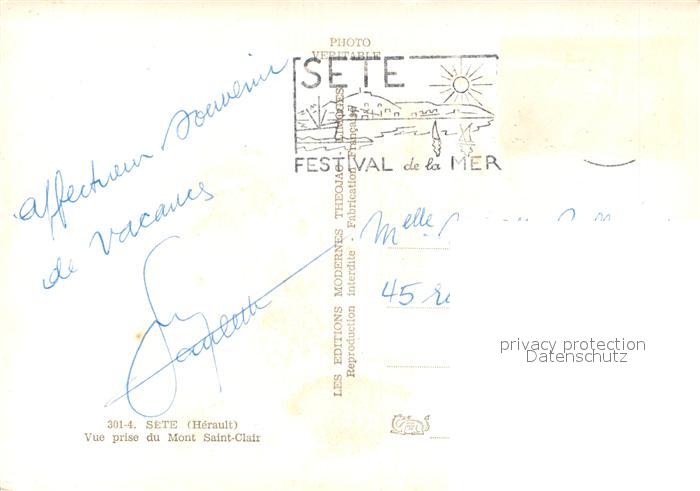 PHOTO
VERITABLE
SETE
FESTIVAL de la MER
affectueux souvenir
de vacances
LES EDITIONS MODERNES THEOJAC, LIMOGES
Reproduction interdite - Fabrication Française
Melle
45
privacy protection
Datenschutz
301-4. SETE (Hérault)
Vue prise du Mont Saint-Clair